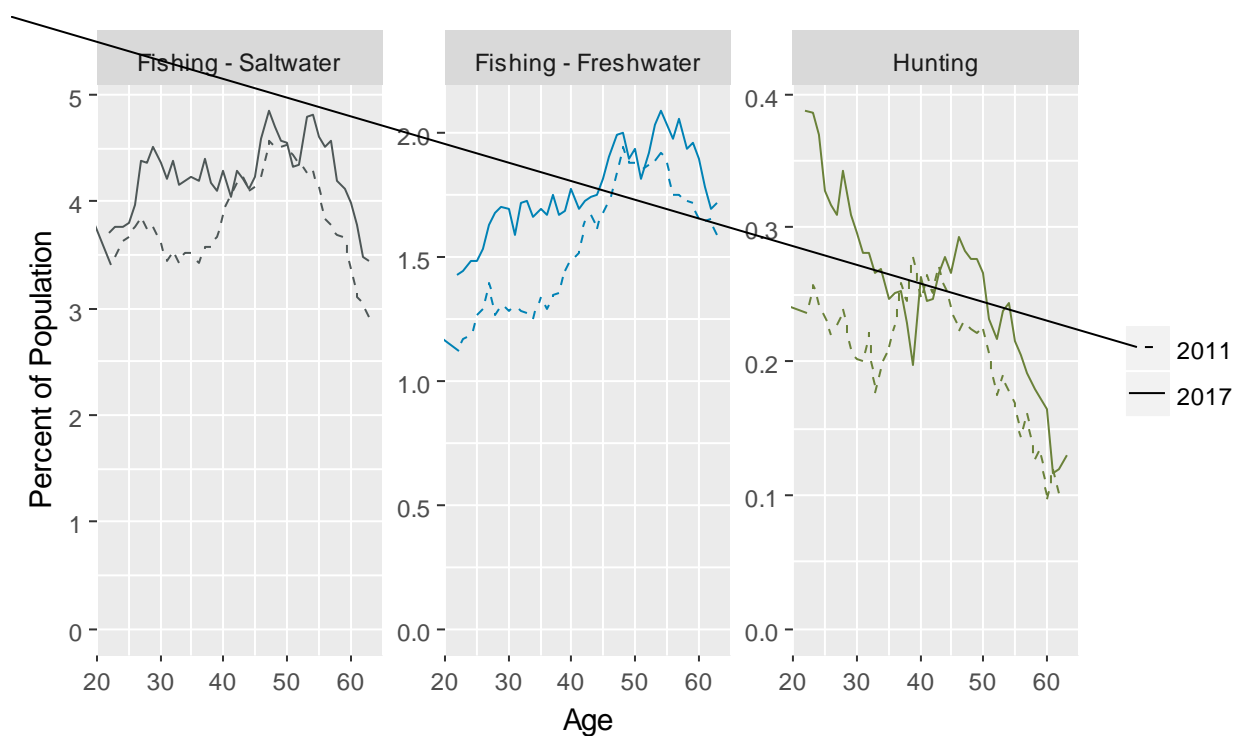 Fishing - Saltwater
Fishing - Freshwater
Hunting
Percent of Population
5
4
3
2
1
0
20 30 40 50 60
2.0
1.5
1.0
0.5
0.0
20 30 40 50 60
0.4
0.3
0.2
0.1
0.0
20 30 40 50 60
Age
2011
2017